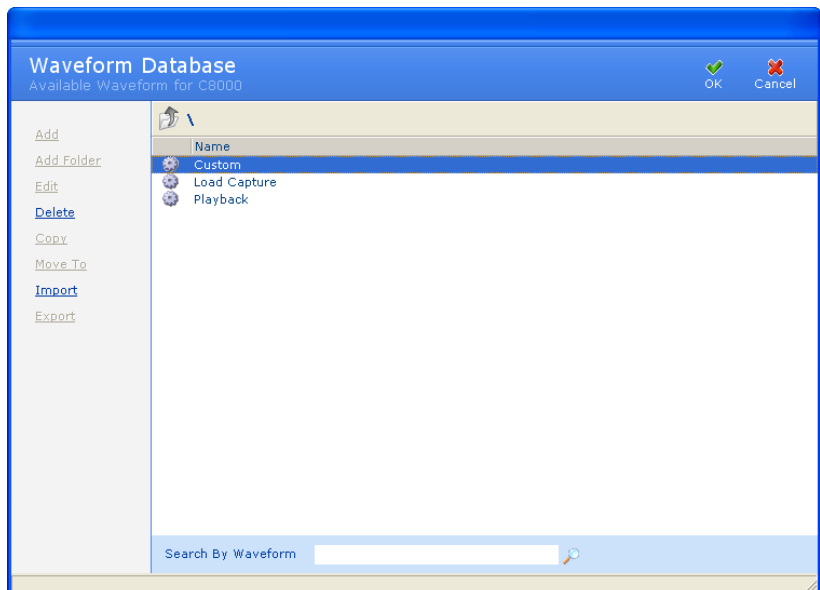 Waveform Database
Available Waveform for C8000
OK
Cancel
Add
Add Folder
Edit
Delete
Copy
Move To
Import
Export
\
Name
Custom
Load Capture
Playback
Search By Waveform